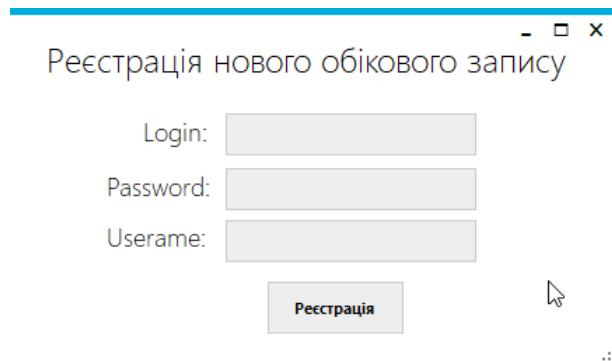 Реєстрація нового обікового запису
Login:
Password:
Userame:
Реєстрація